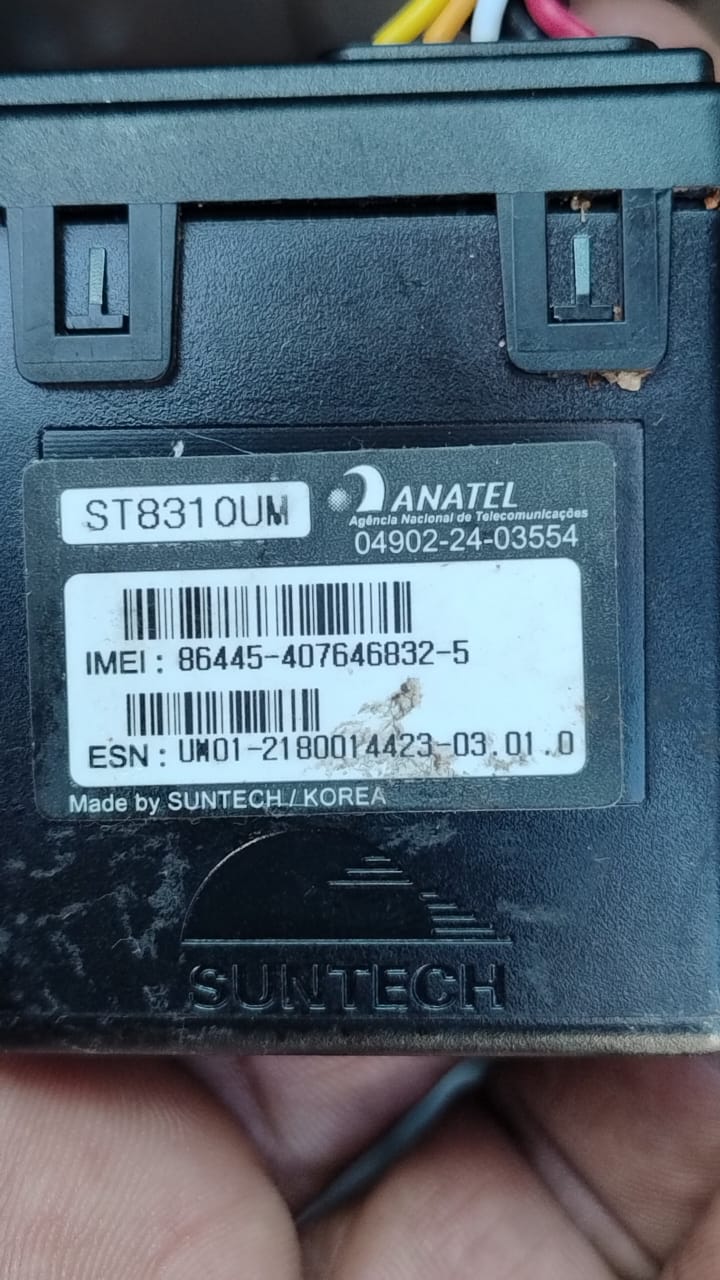 ST8310UM
ANATEL
Agência Nacional de Telecomunicações
04902-24-03554
IMEI : 86445-407646832-5
ESN : UM01-2180014423-03.01.0
Made by SUNTECH / KOREA
SUNTECH